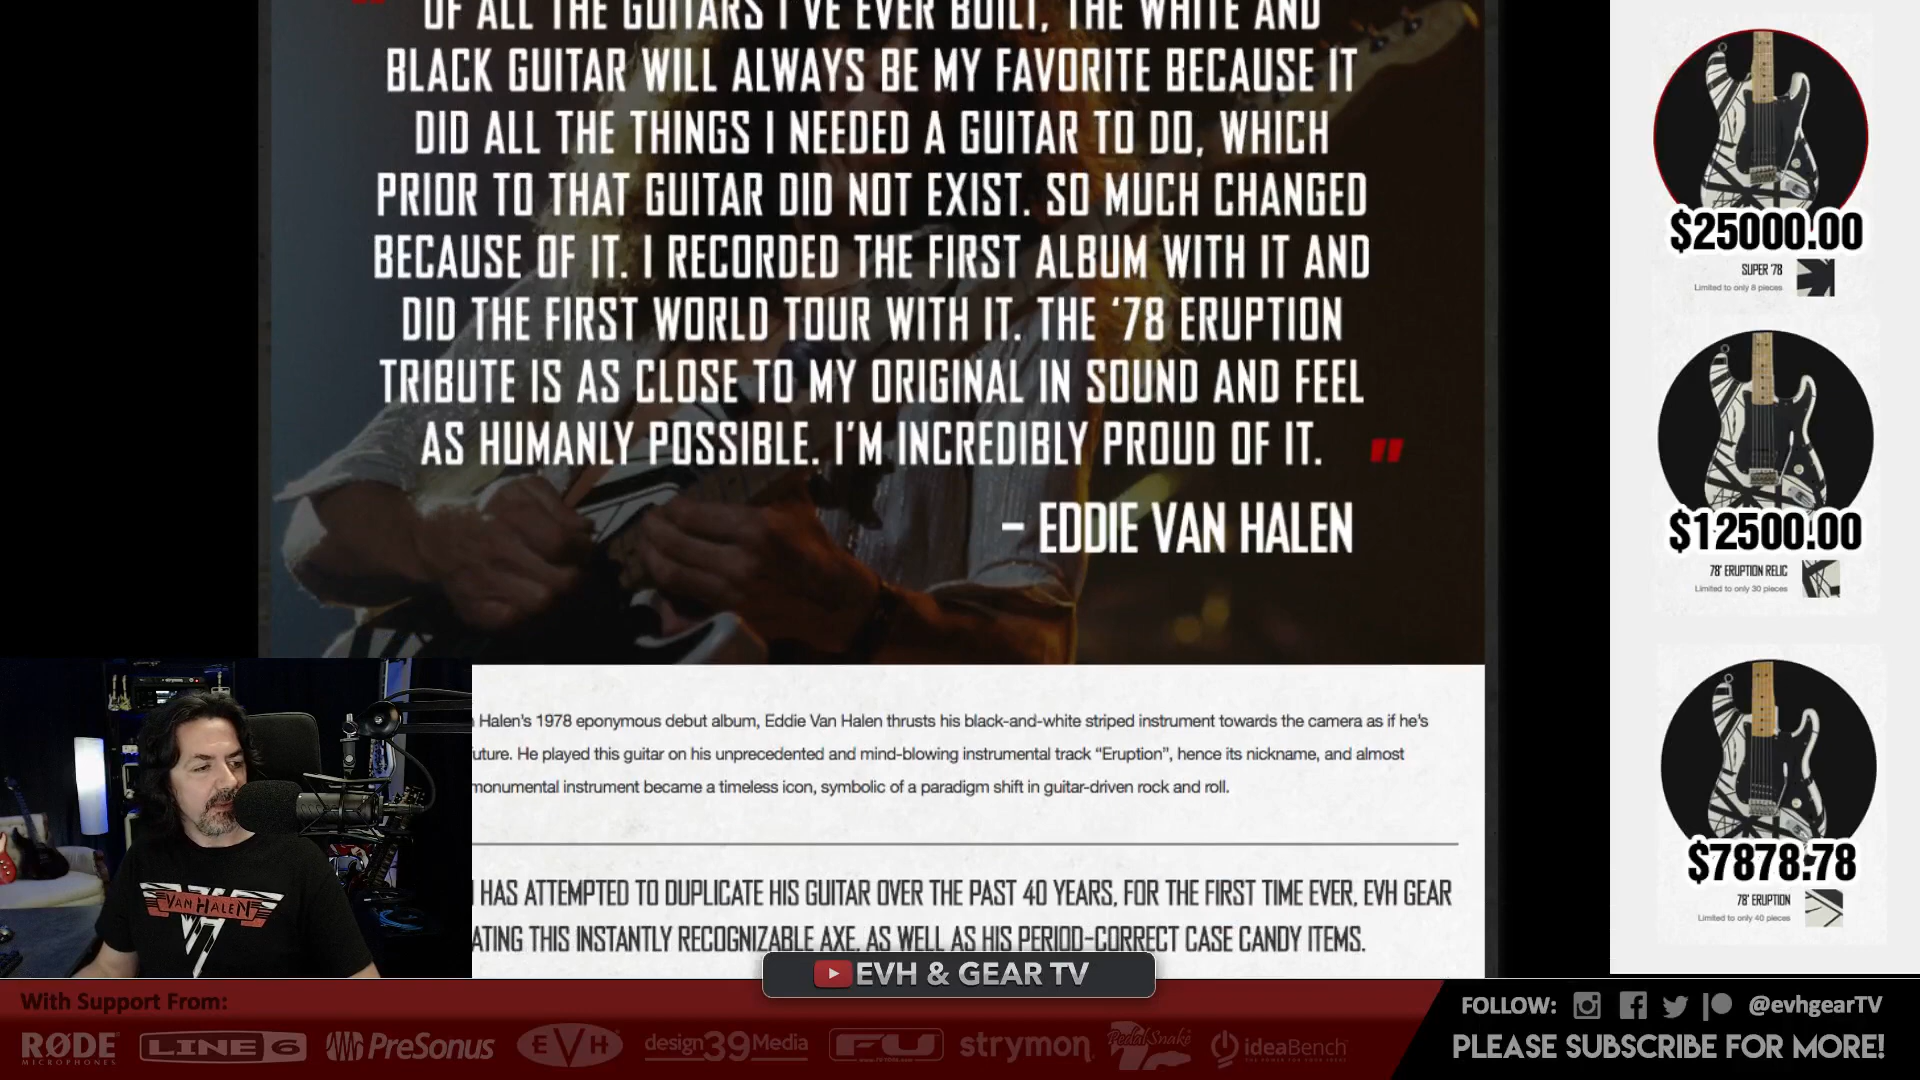 OF ALL THE GUITARS I'VE EVER BUILT, THE WHITE AND
BLACK GUITAR WILL ALWAYS BE MY FAVORITE BECAUSE IT
DID ALL THE THINGS I NEEDED A GUITAR TO DO, WHICH
PRIOR TO THAT GUITAR DID NOT EXIST. SO MUCH CHANGED
BECAUSE OF IT. I RECORDED THE FIRST ALBUM WITH IT AND
DID THE FIRST WORLD TOUR WITH IT. THE ‘78 ERUPTION
TRIBUTE IS AS CLOSE TO MY ORIGINAL IN SOUND AND FEEL
AS HUMANLY POSSIBLE. I'M INCREDIBLY PROUD OF IT. "
– EDDIE VAN HALEN
Halen's 1978 eponymous debut album, Eddie Van Halen thrusts his black-and-white striped instrument towards the camera as if he's
uture. He played this guitar on his unprecedented and mind-blowing instrumental track “Eruption”, hence its nickname, and almost
monumental instrument became a timeless icon, symbolic of a paradigm shift in guitar-driven rock and roll.
HAS ATTEMPTED TO DUPLICATE HIS GUITAR OVER THE PAST 40 YEARS, FOR THE FIRST TIME EVER, EVH GEAR
ATING THIS INSTANTLY RECOGNIZABLE AXE, AS WELL AS HIS PERIOD-CORRECT CASE CANDY ITEMS.
$25000.00
SUPER '78
Limited to only 8 pieces
$12500.00
78' ERUPTION RELIC
Limited to only 30 pieces
$7878.78
78' ERUPTION
Limited to only 40 pieces
VAN HALEN
EVH & GEAR TV
With Support From:
RØDE
MICROPHONES
LINE 6
PreSonus
EVH
design39Media
FU
strymon
PedalSnake
ideaBench
FOLLOW: @evhgearTV
PLEASE SUBSCRIBE FOR MORE!